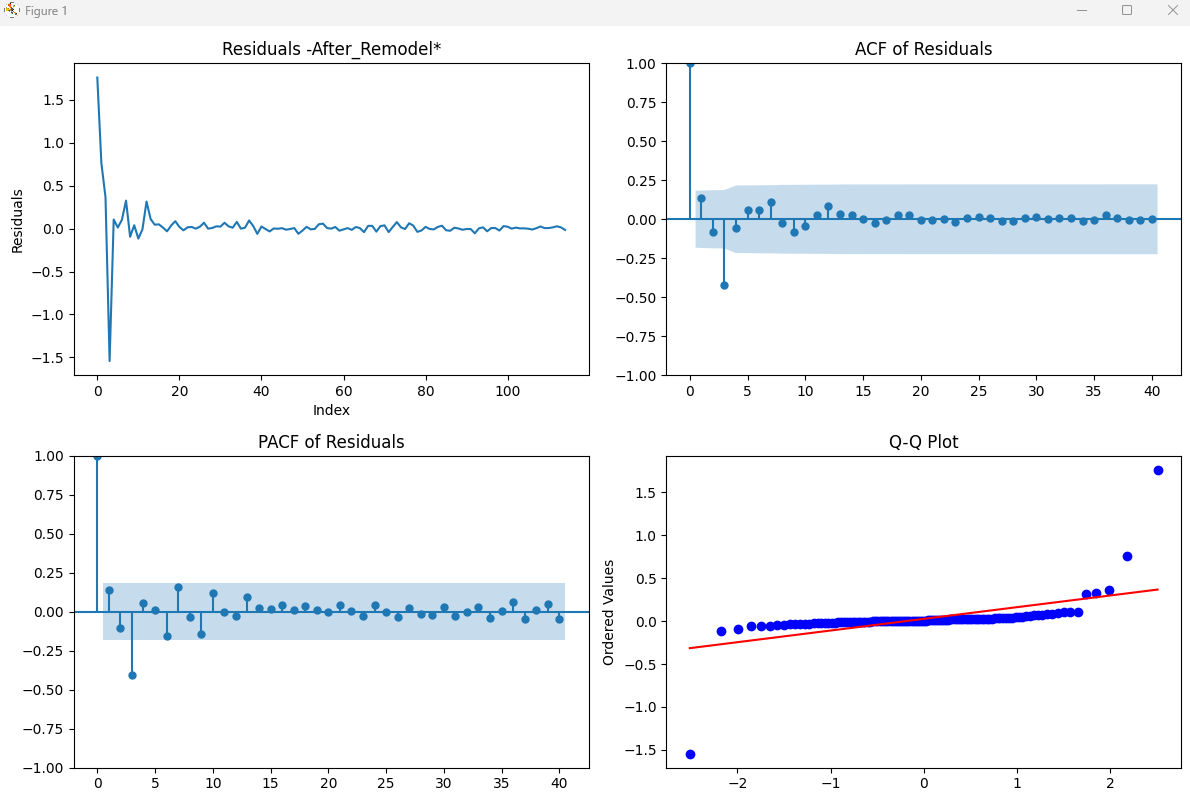 Figure 1
Residuals -After_Remodel*
Residuals
1.5
1.0
0.5
0.0
−0.5
−1.0
−1.5
0 20 40 60 80 100
Index
ACF of Residuals
1.00
0.75
0.50
0.25
0.00
−0.25
−0.50
−0.75
−1.00
0 5 10 15 20 25 30 35 40
PACF of Residuals
1.00
0.75
0.50
0.25
0.00
−0.25
−0.50
−0.75
−1.00
0 5 10 15 20 25 30 35 40
Q-Q Plot
Ordered Values
1.5
1.0
0.5
0.0
−0.5
−1.0
−1.5
−2 −1 0 1 2